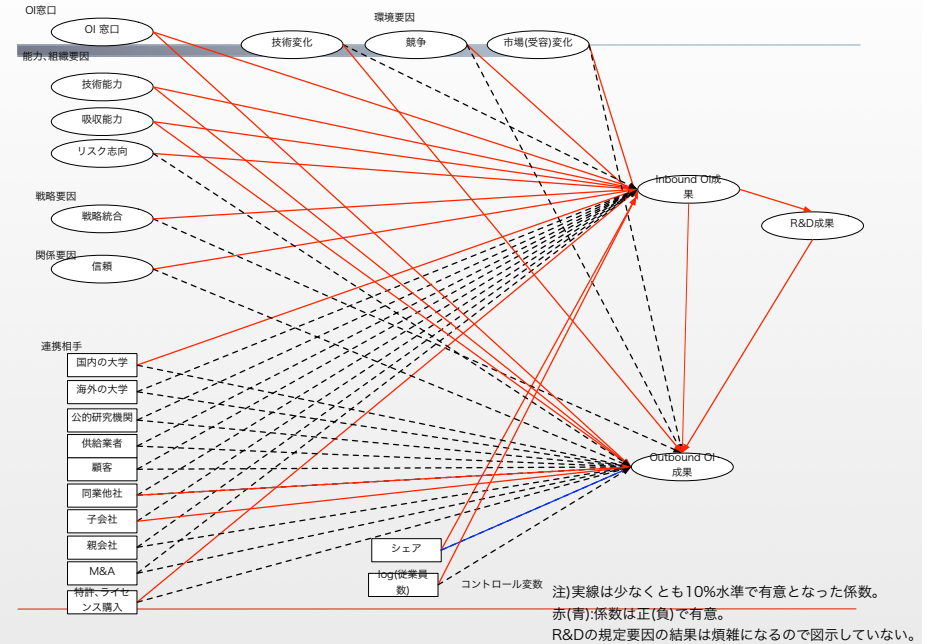 OI窓口
OI 窓口
環境要因
技術変化
競争
市場(受容)変化
能力、組織要因
技術能力
吸収能力
リスク志向
戦略要因
戦略統合
関係要因
信頼
Inbound OI成
果
R&D成果
連携相手
国内の大学
海外の大学
公的研究機関
供給業者
顧客
同業他社
子会社
親会社
M&A
特許、ライセ
ンス購入
Outbound OI
成果
シェア
log(従業員
数)
コントロール変数
注)実線は少なくとも10%水準で有意となった係数。
赤(青):係数は正(負)で有意。
R&Dの規定要因の結果は煩雑になるので図示していない。